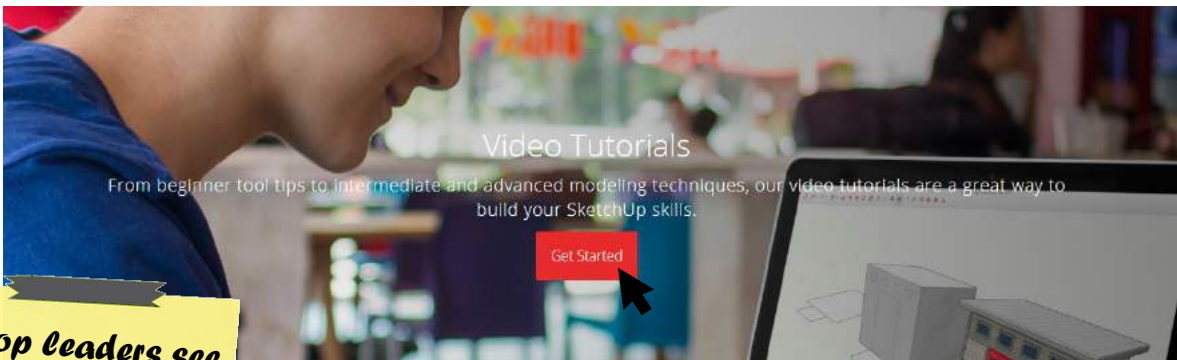 Video Tutorials
From beginner tool tips to intermediate and advanced modeling techniques, our video tutorials are a great way to
build your SketchUp skills.
Get Started
leaders see